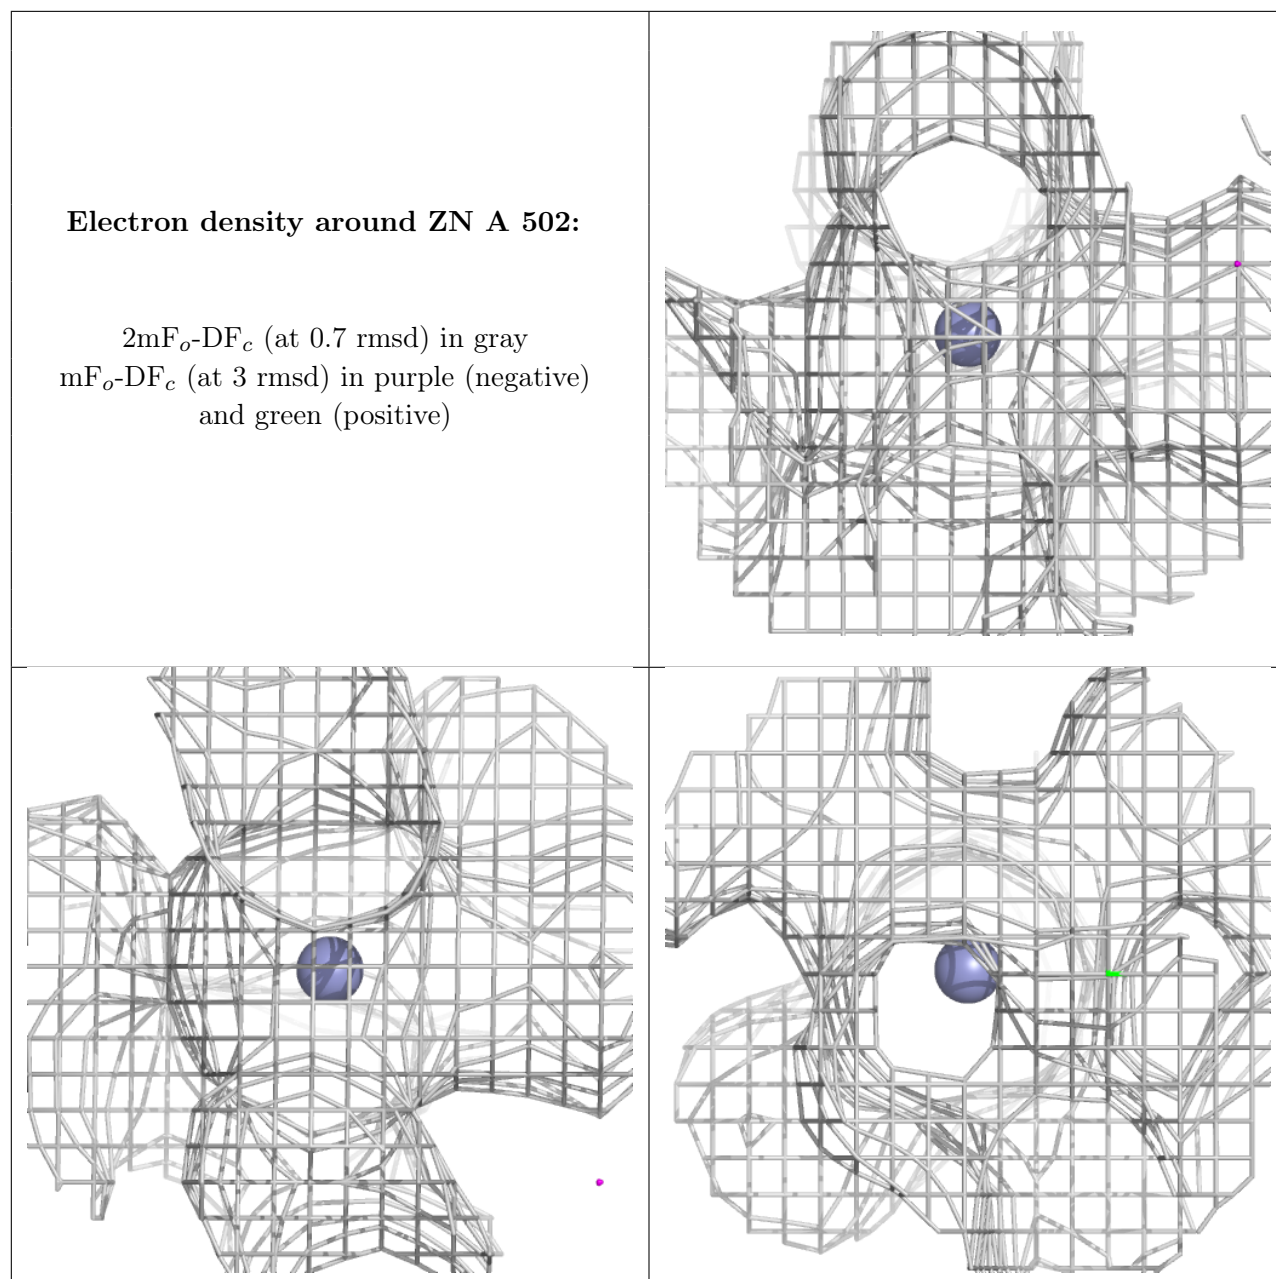 Electron density around ZN A 502:
2mFo-DFc (at 0.7 rmsd) in gray
mFo-DFc (at 3 rmsd) in purple (negative)
and green (positive)